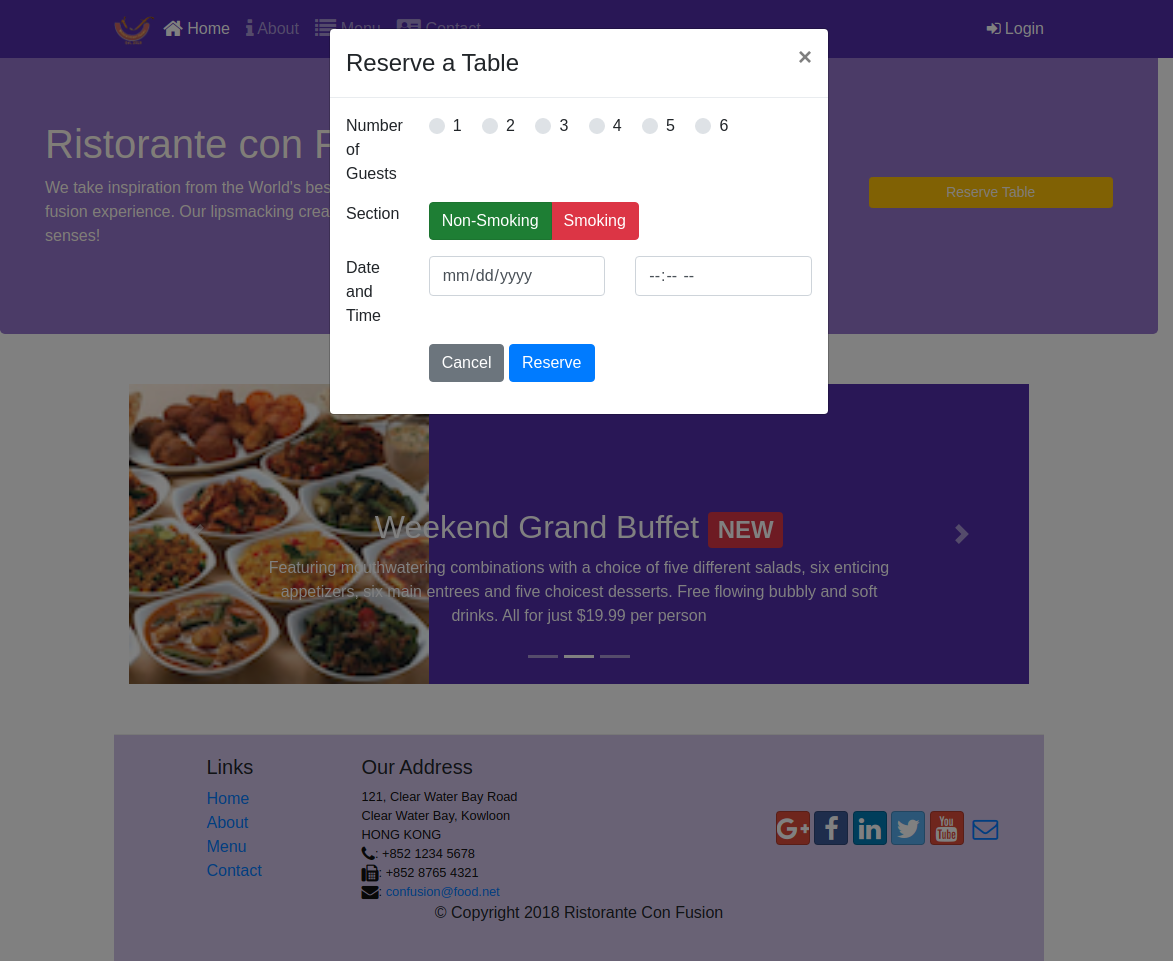 Home
About
Menu
Contact
Login
Reserve a Table
×
Number of Guests
1 2 3 4 5 6
Section
Non-Smoking Smoking
Date and Time
mm/dd/yyyy
--:-- --
Cancel Reserve
Ristorante con F
We take inspiration from the World's bes
fusion experience. Our lipsmacking crea
senses!
Reserve Table
Weekend Grand Buffet NEW
Featuring mouthwatering combinations with a choice of five different salads, six enticing
appetizers, six main entrees and five choicest desserts. Free flowing bubbly and soft
drinks. All for just $19.99 per person
Links
Home
About
Menu
Contact
Our Address
121, Clear Water Bay Road
Clear Water Bay, Kowloon
HONG KONG
: +852 1234 5678
: +852 8765 4321
: confusion@food.net
G+
f
in
You Tube
© Copyright 2018 Ristorante Con Fusion